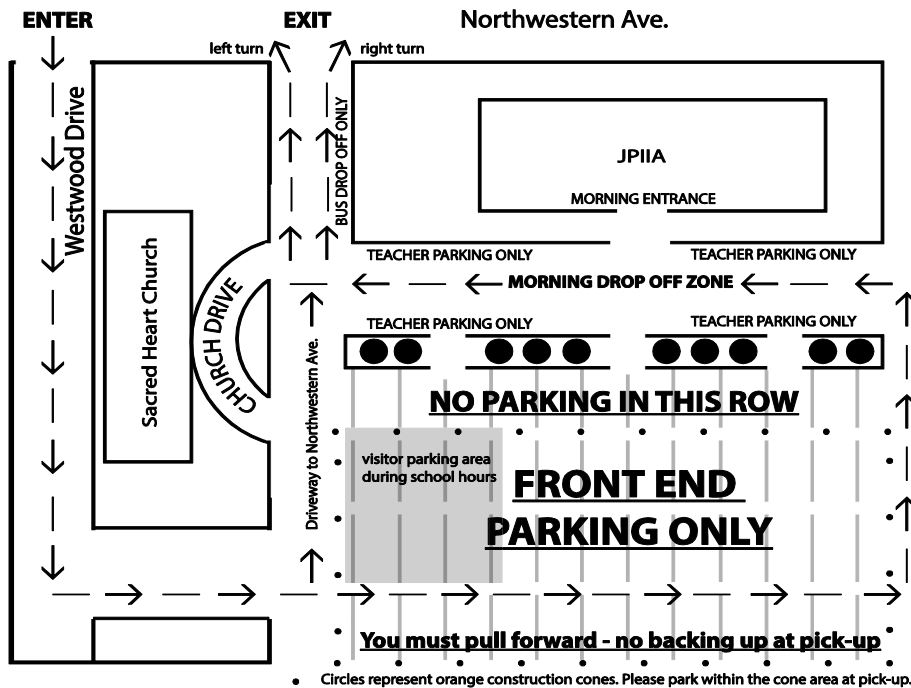 ENTER
EXIT
Northwestern Ave.
left turn
right turn
Westwood Drive
BUS DROP OFF ONLY
JPIIA
MORNING ENTRANCE
Sacred Heart Church
CHURCH DRIVE
TEACHER PARKING ONLY
TEACHER PARKING ONLY
MORNING DROP OFF ZONE
TEACHER PARKING ONLY
TEACHER PARKING ONLY
Driveway to Northwestern Ave.
NO PARKING IN THIS ROW
visitor parking area
during school hours
FRONT END
PARKING ONLY
You must pull forward - no backing up at pick-up
Circles represent orange construction cones. Please park within the cone area at pick-up.